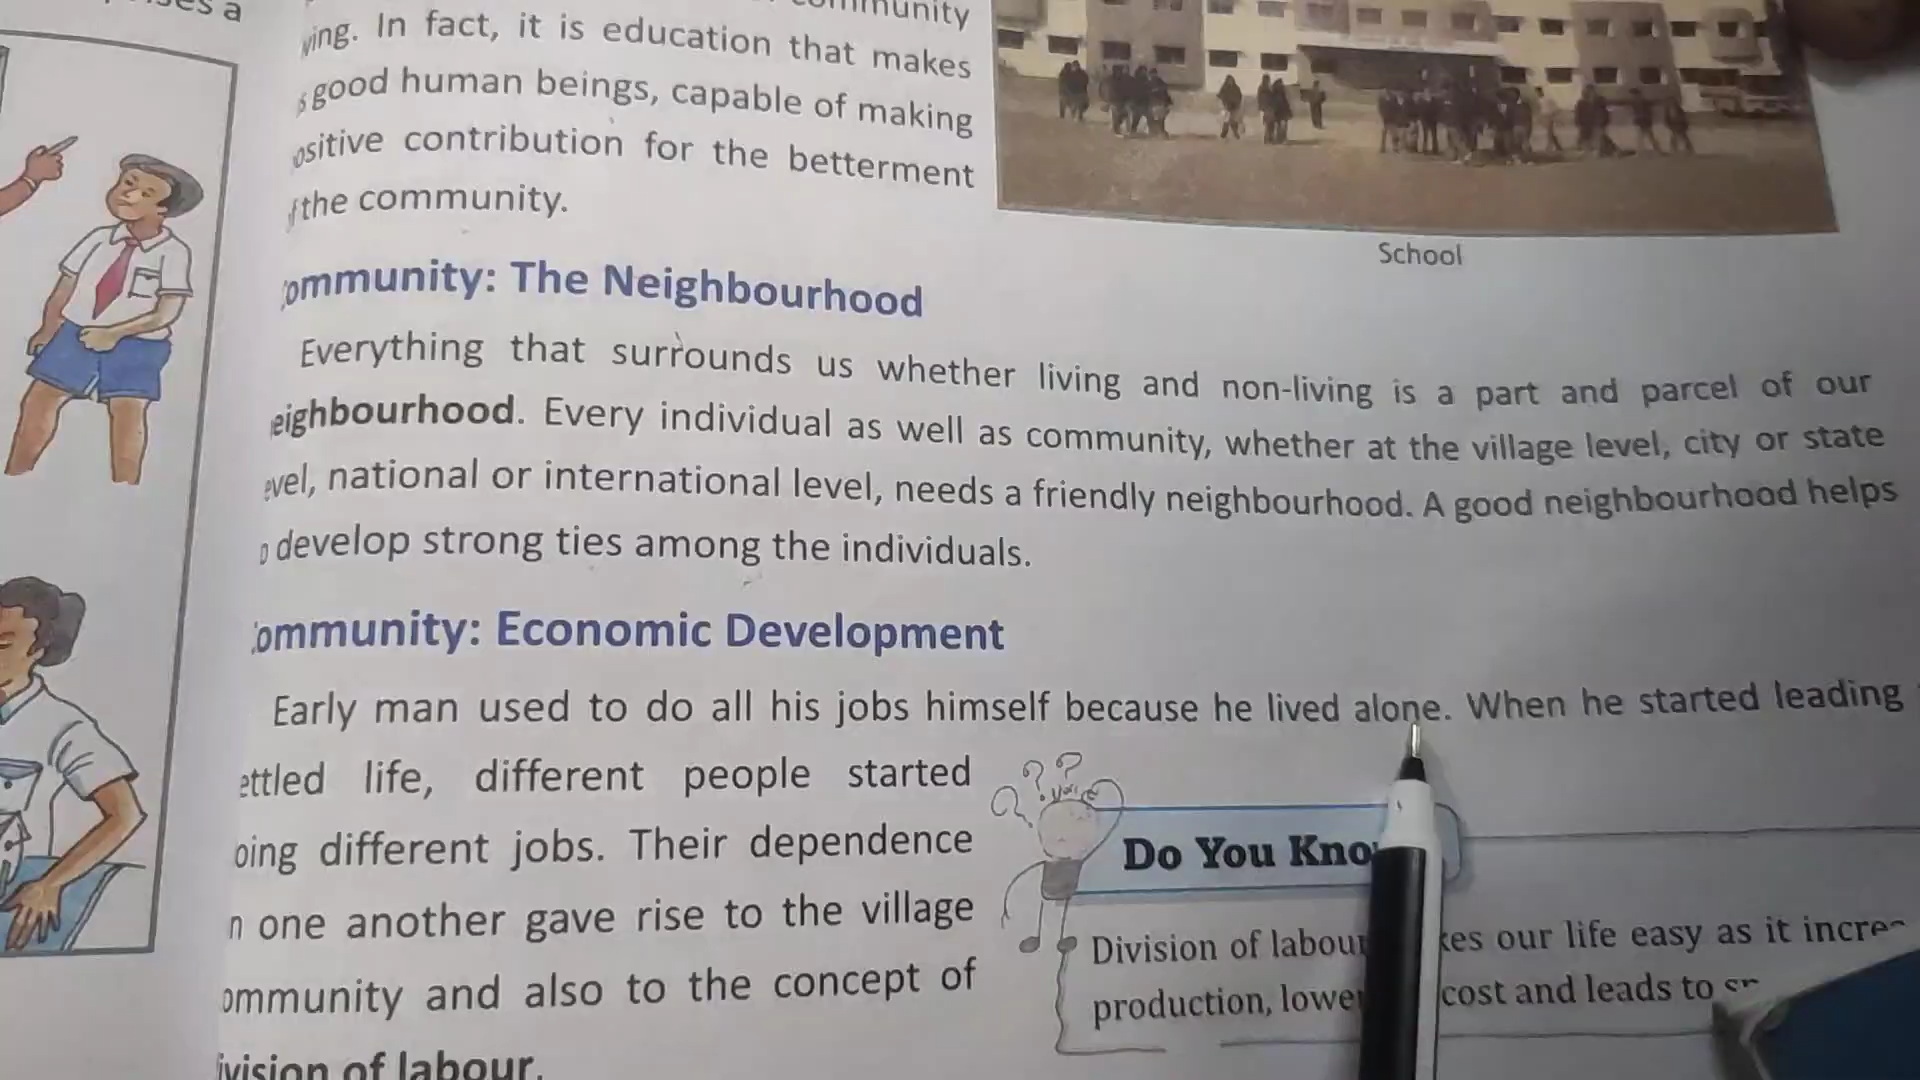 a
community
ving. In fact, it is education that makes
s good human beings, capable of making
ositive contribution for the betterment
f the community.
School
ommunity: The Neighbourhood
Everything that surrounds us whether living and non-living is a part and parcel of our
eighbourhood. Every individual as well as community, whether at the village level, city or state
evel, national or international level, needs a friendly neighbourhood. A good neighbourhood helps
o develop strong ties among the individuals.
ommunity: Economic Development
Early man used to do all his jobs himself because he lived alone. When he started leading
ettled life, different people started
oing different jobs. Their dependence
n one another gave rise to the village
ommunity and also to the concept of
ivision of labour.
? ? ?
Do You Kno
Division of labour kes our life easy as it increa
production, lower cost and leads to sp